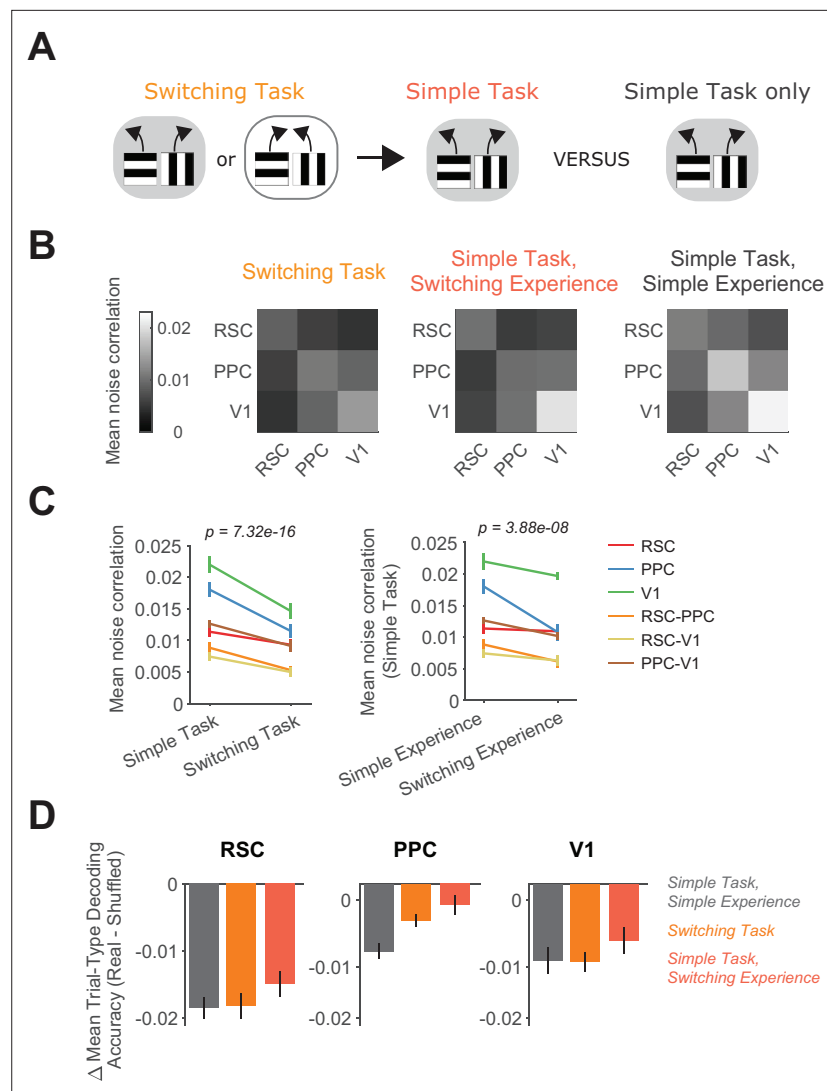 A
Switching Task
Simple Task
Simple Task only
or
VERSUS
B
Switching Task
Simple Task,
Switching Experience
Simple Task,
Simple Experience
Mean noise correlation
0.02
0.01
0
RSC
PPC
V1
RSC
PPC
V1
RSC
PPC
V1
RSC
PPC
V1
RSC
PPC
V1
RSC
PPC
V1
C
p = 7.32e-16
Mean noise correlation
0.025
0.02
0.015
0.01
0.005
0
Simple Task
Switching Task
p = 3.88e-08
Mean noise correlation
(Simple Task)
0.025
0.02
0.015
0.01
0.005
0
Simple Experience
Switching Experience
RSC
PPC
V1
RSC-PPC
RSC-V1
PPC-V1
D
Δ Mean Trial-Type Decoding
Accuracy (Real - Shuffled)
RSC
0
-0.01
-0.02
PPC
0
-0.01
-0.02
V1
0
-0.01
-0.02
Simple Task,
Simple Experience
Switching Task
Simple Task,
Switching Experience